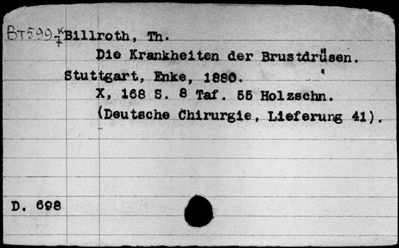 BT599 Billroth, Th.
Die Krankheiten der Brustdrüsen.
Stuttgart, Enke, 1880.
X, 168 S. 8 Taf. 55 Holzschn.
(Deutsche Chirurgie, Lieferung 41).
D. 698